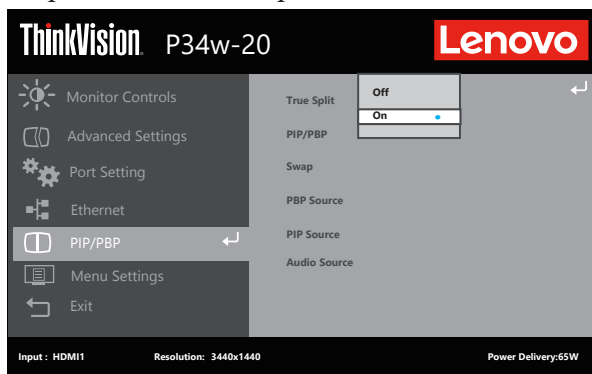 ThinkVision. P34w-20
Lenovo
Monitor Controls
Advanced Settings
Port Setting
Ethernet
PIP/PBP
Menu Settings
Exit
True Split
Off
On
PIP/PBP
Swap
PBP Source
PIP Source
Audio Source
Input : HDMI1 Resolution: 3440x1440 Power Delivery:65W